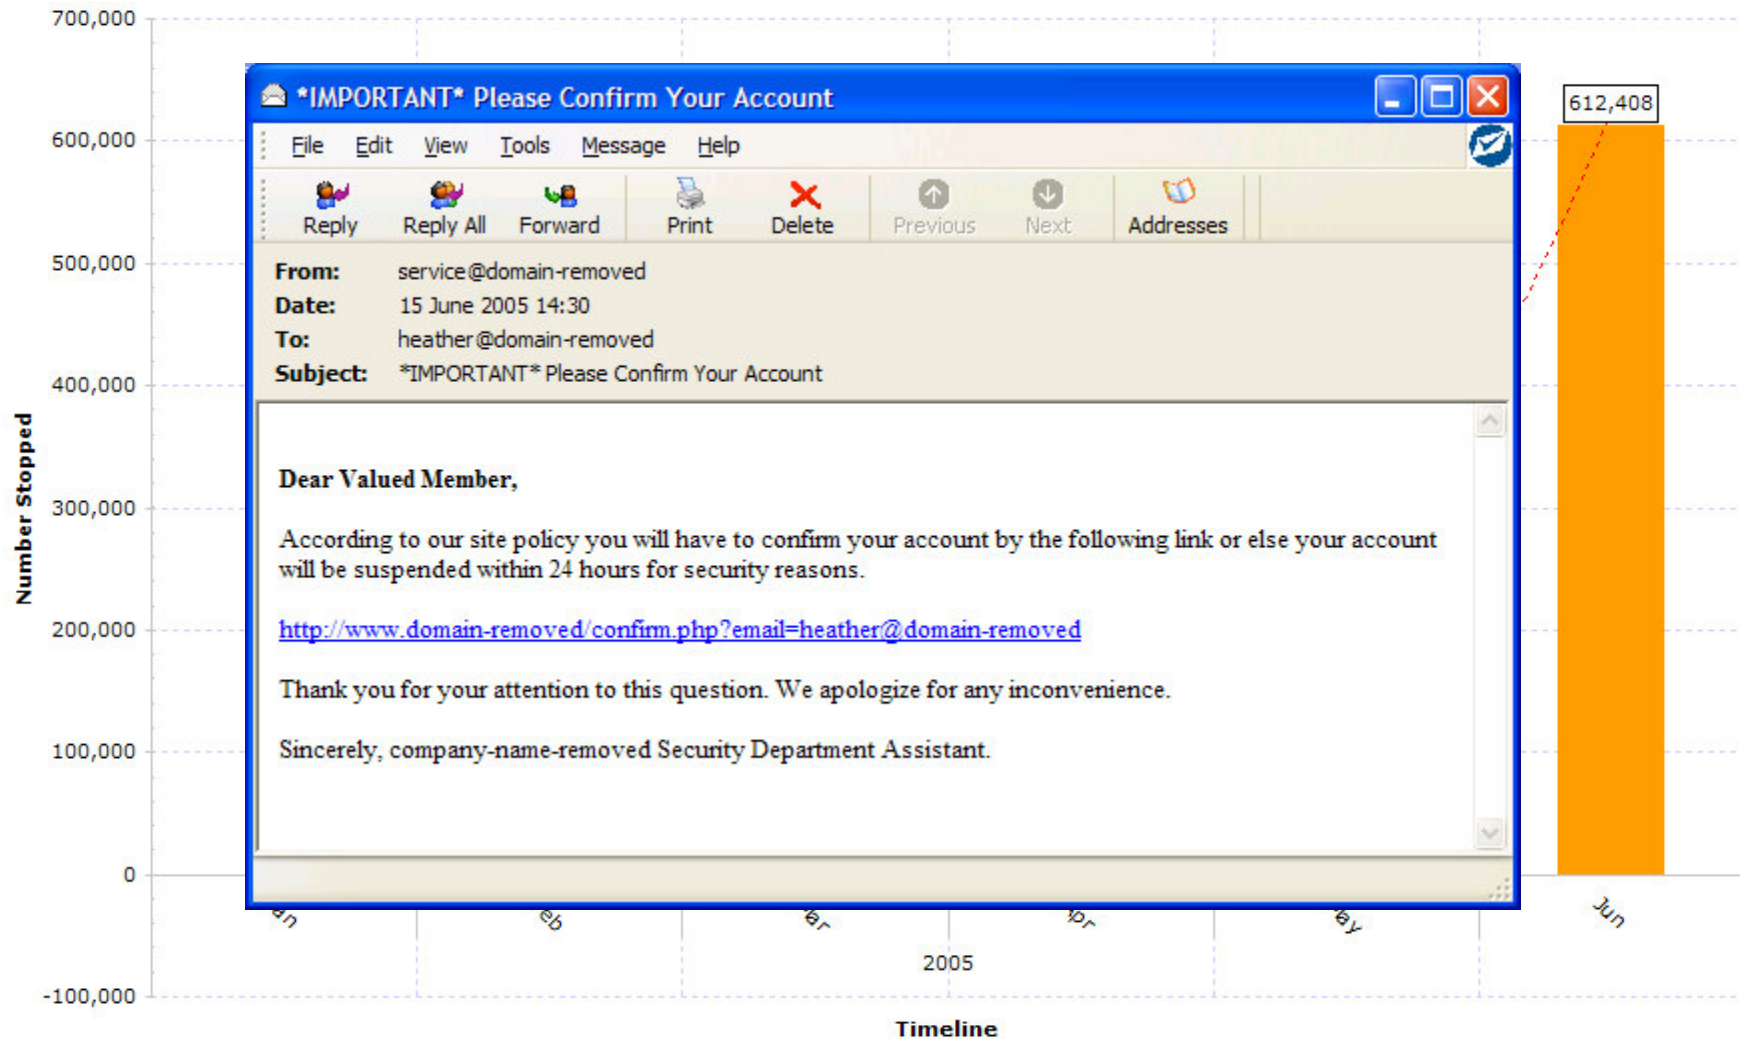 700,000
600,000
500,000
400,000
300,000
200,000
100,000
0
-100,000
Number Stopped
*IMPORTANT* Please Confirm Your Account
File Edit View Tools Message Help
Reply Reply All Forward Print Delete Previous Next Addresses
From: service@domain-removed
Date: 15 June 2005 14:30
To: heather@domain-removed
Subject: *IMPORTANT* Please Confirm Your Account
Dear Valued Member,
According to our site policy you will have to confirm your account by the following link or else your account
will be suspended within 24 hours for security reasons.
http://www.domain-removed/confirm.php?email=heather@domain-removed
Thank you for your attention to this question. We apologize for any inconvenience.
Sincerely, company-name-removed Security Department Assistant.
612,408
Jun
2005
Timeline